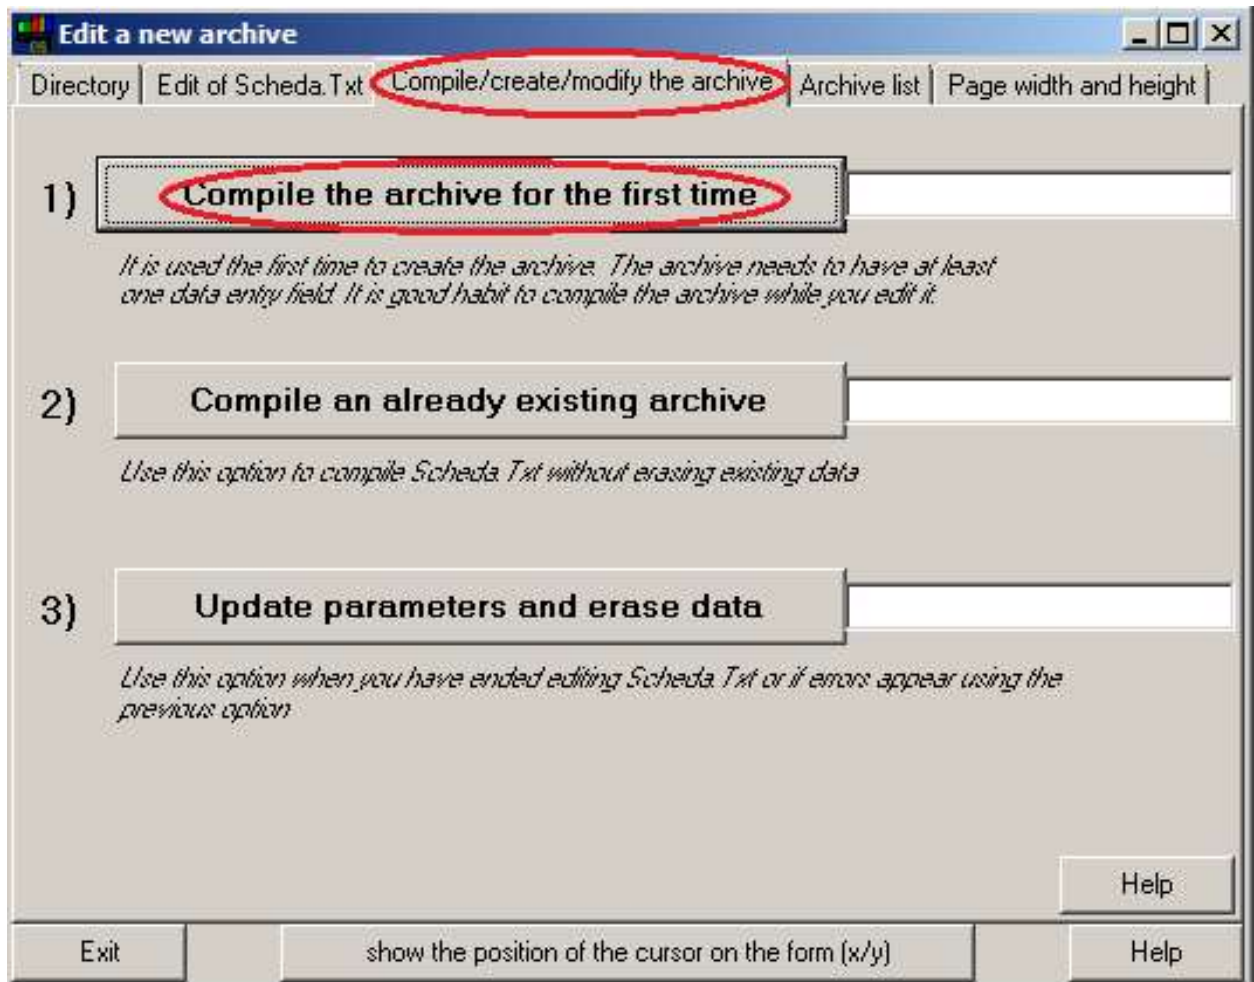 Edit a new archive
Directory
Edit of Scheda.Txt
Compile/create/modify the archive
Archive list
Page width and height
1)
Compile the archive for the first time
It is used the first time to create the archive. The archive needs to have at least
one data entry field. It is good habit to compile the archive while you edit it.
2)
Compile an already existing archive
Use this option to compile Scheda.Txt without erasing existing data
3)
Update parameters and erase data
Use this option when you have ended editing Scheda.Txt or if errors appear using the
previous option
Help
Exit
show the position of the cursor on the form (x/y)
Help